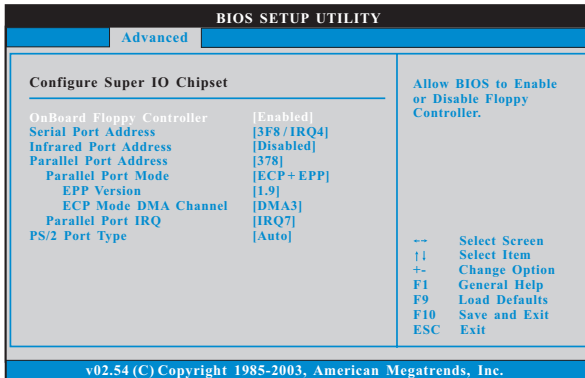 BIOS SETUP UTILITY
Advanced
Configure Super IO Chipset
OnBoard Floppy Controller [Enabled]
Serial Port Address [3F8 / IRQ4]
Infrared Port Address [Disabled]
Parallel Port Address [378]
Parallel Port Mode [ECP + EPP]
EPP Version [1.9]
ECP Mode DMA Channel [DMA3]
Parallel Port IRQ [IRQ7]
PS/2 Port Type [Auto]
Allow BIOS to Enable
or Disable Floppy
Controller.
↔ Select Screen
↑↓ Select Item
+- Change Option
F1 General Help
F9 Load Defaults
F10 Save and Exit
ESC Exit
v02.54 (C) Copyright 1985-2003, American Megatrends, Inc.